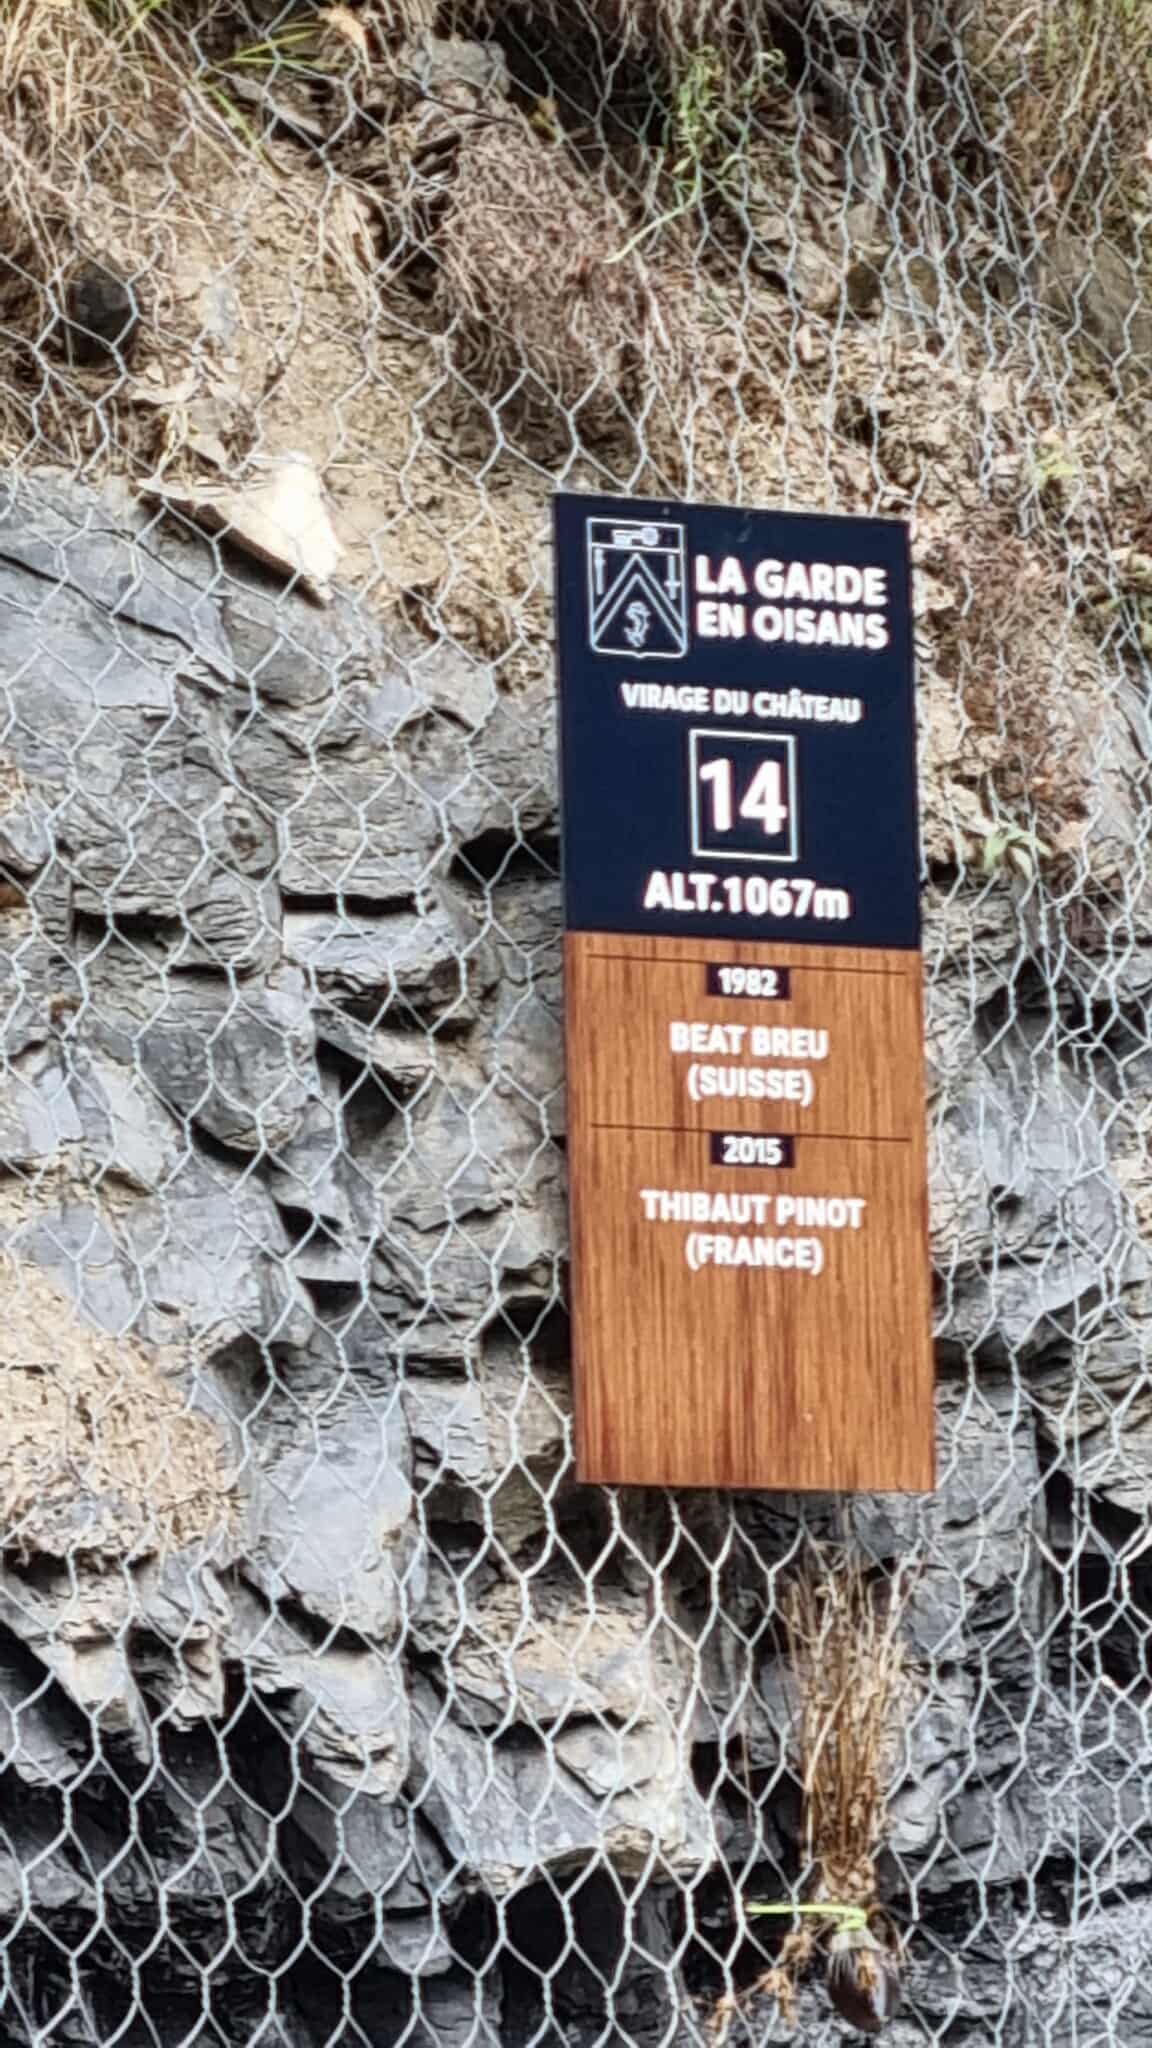 LA GARDE
EN OISANS
VIRAGE DU CHÂTEAU
14
ALT.1067m
1982
BEAT BREU
(SUISSE)
2015
THIBAUT PINOT
(FRANCE)